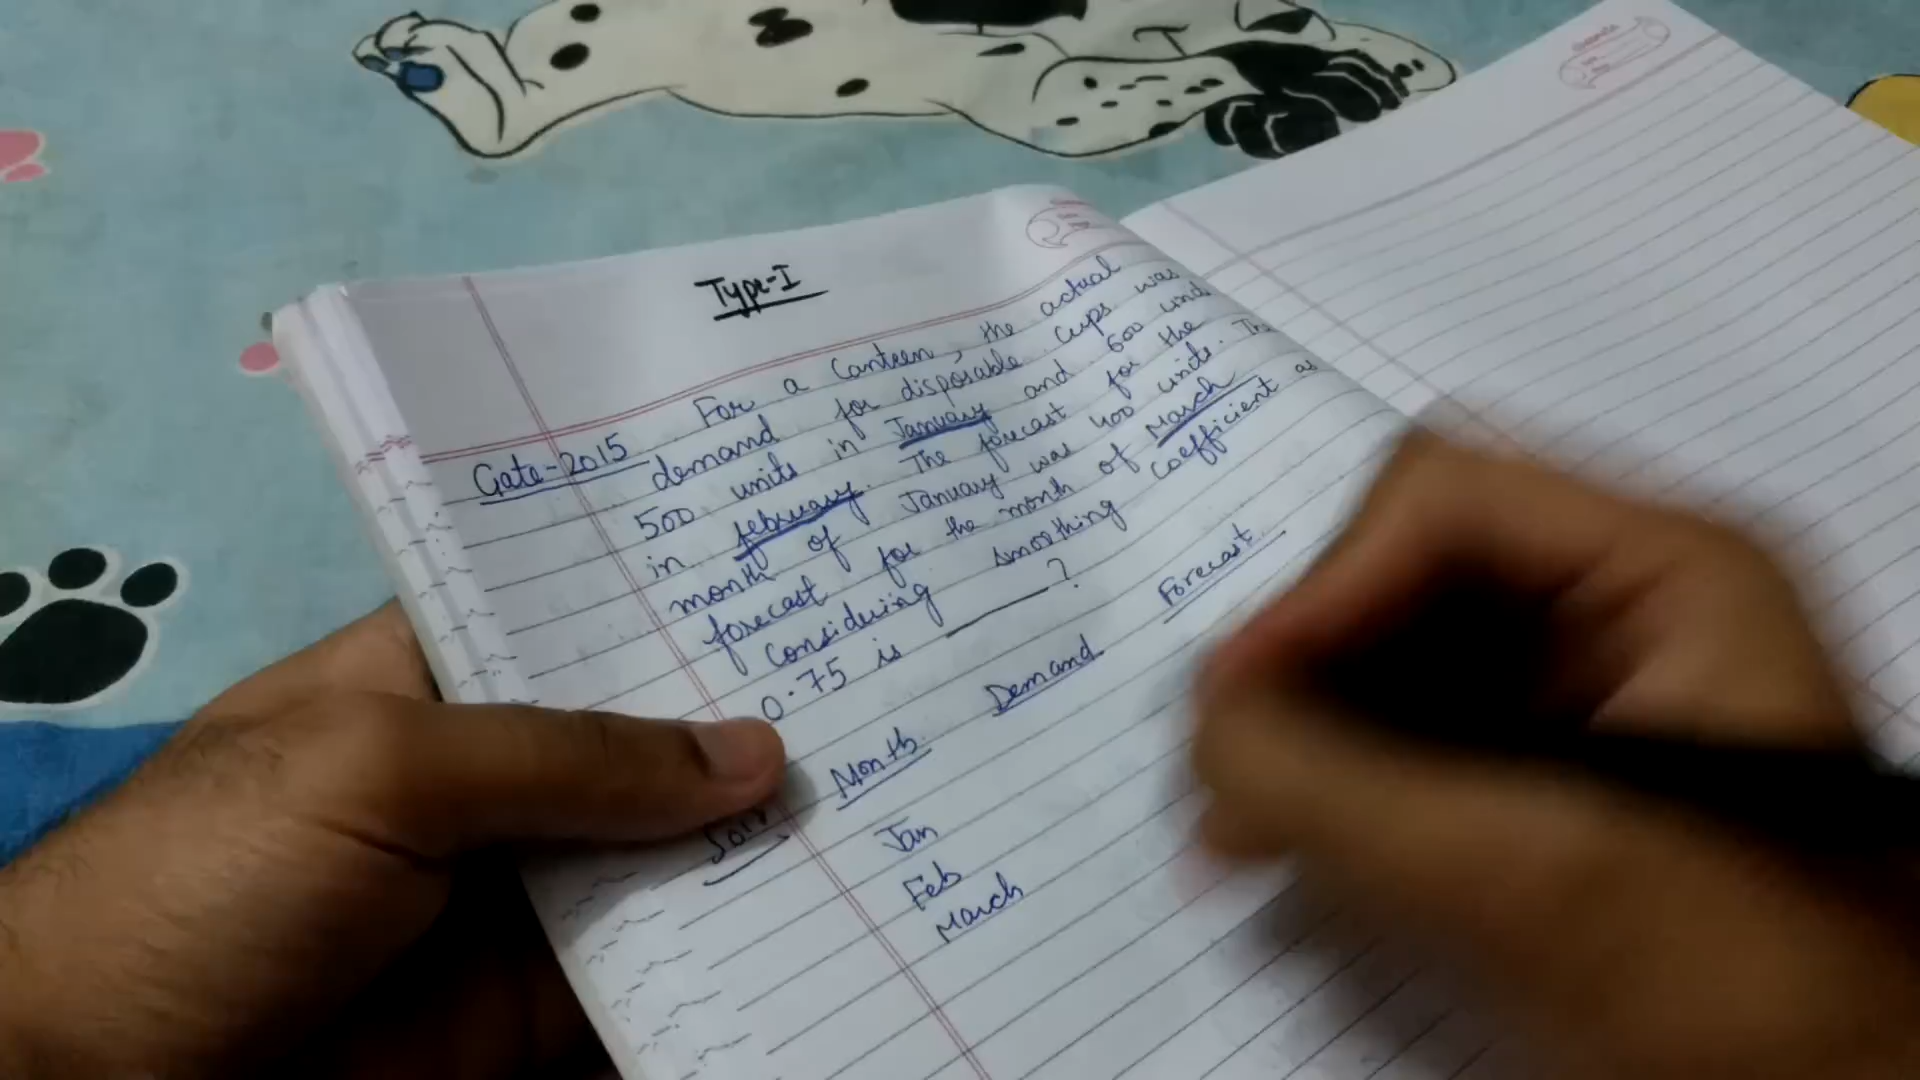 Type-I
Gate-2015 For a Canteen, the actual
demand for disposable cups was
500 units in January and 600 units
in february. The forecast for the
month of January was 400 units. The
forecast for the month of March
Considering smoothing coefficient as
0.75 is ______?
Soln Month Demand Forecast
Jan
Feb
March